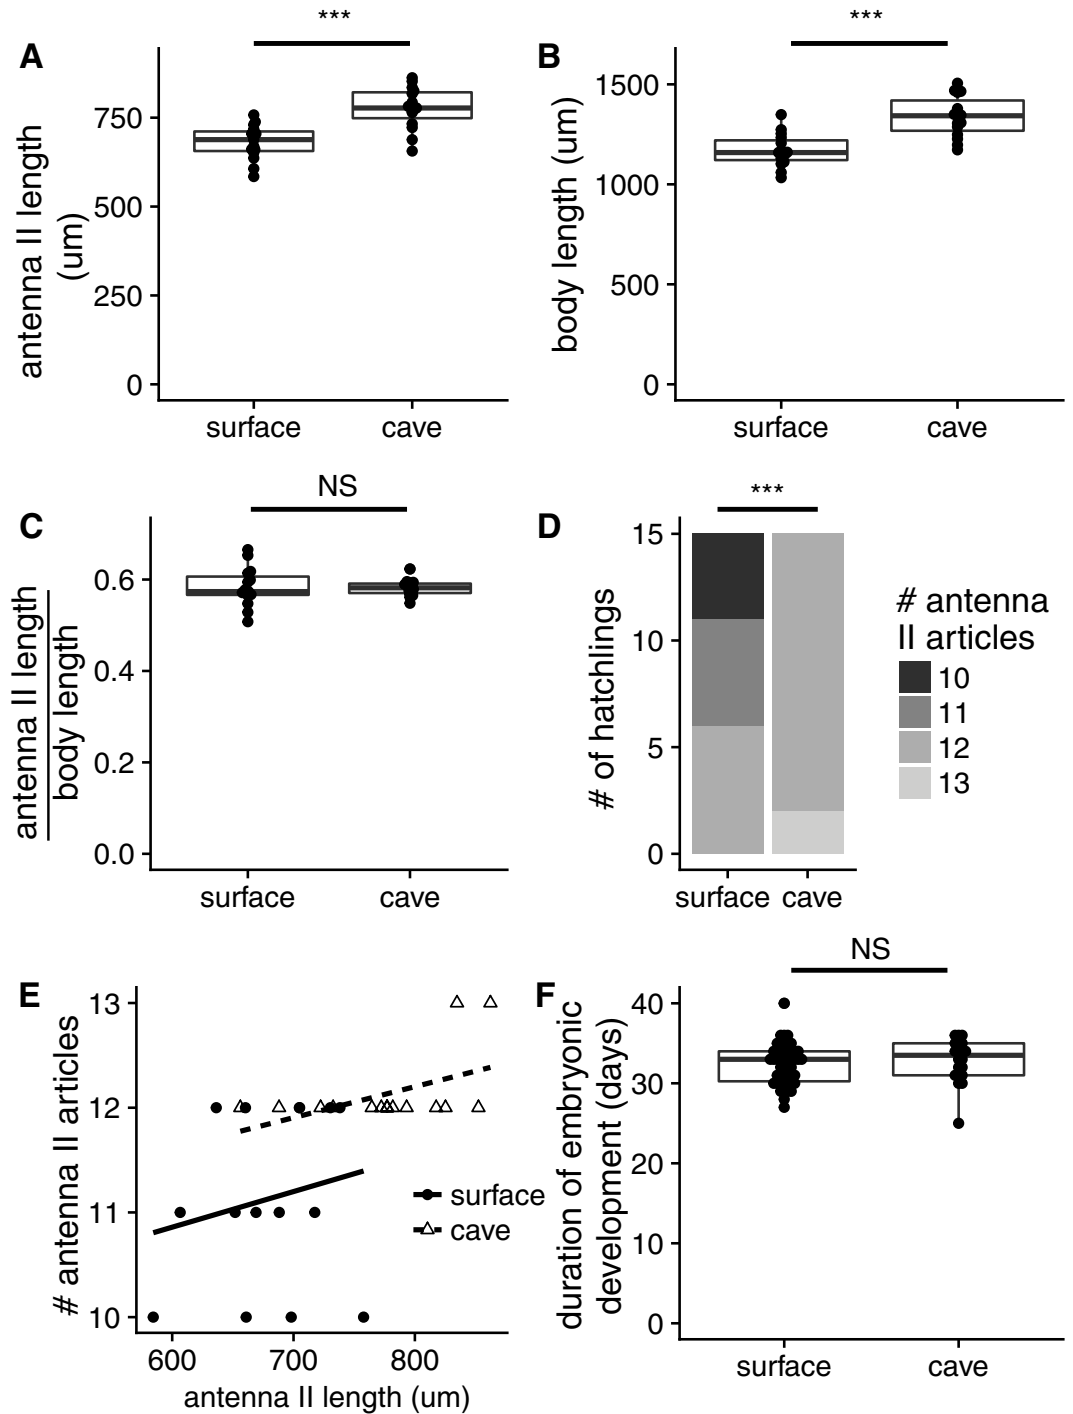 A
***
antenna II length
(um)
750
500
250
0
surface
cave
B
***
body length (um)
1500
1000
500
0
surface
cave
C
NS
antenna II length
body length
0.6
0.4
0.2
0.0
surface
cave
D
***
# of hatchlings
15
10
5
0
surface
cave
# antenna
II articles
10
11
12
13
E
# antenna II articles
13
12
11
10
surface
cave
600
700
800
antenna II length (um)
F
NS
duration of embryonic
development (days)
40
30
20
10
0
surface
cave